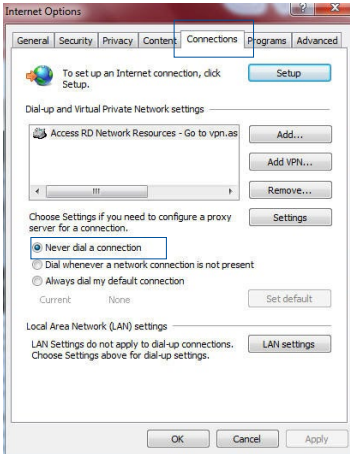 Internet Options
General Security Privacy Content Connections Programs Advanced
To set up an Internet connection, click
Setup.
Setup
Dial-up and Virtual Private Network settings
Access RD Network Resources - Go to vpn.as
Add...
Add VPN...
Remove...
Choose Settings if you need to configure a proxy
server for a connection.
Settings
Never dial a connection
Dial whenever a network connection is not present
Always dial my default connection
Current None
Set default
Local Area Network (LAN) settings
LAN Settings do not apply to dial-up connections.
Choose Settings above for dial-up settings.
LAN settings
OK Cancel Apply